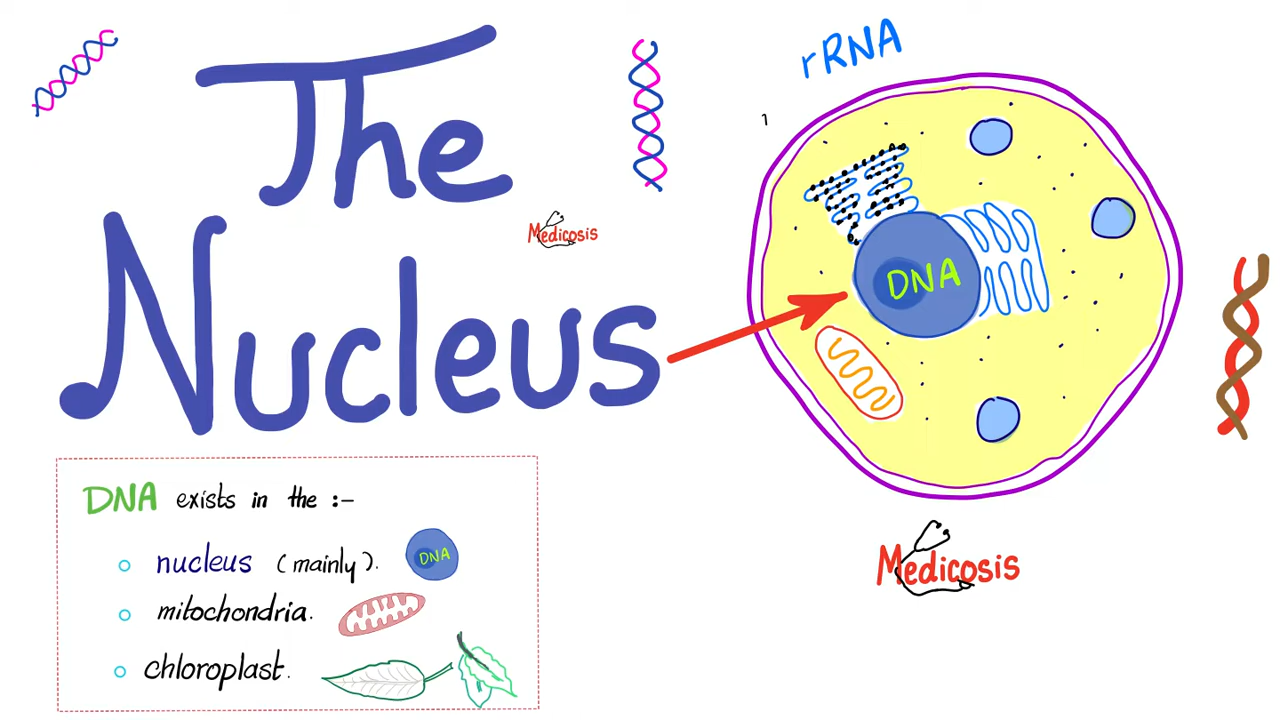 The
Nucleus
Medicosis
rRNA
DNA
DNA exists in the :-
nucleus (mainly).
DNA
mitochondria.
chloroplast.
Medicosis